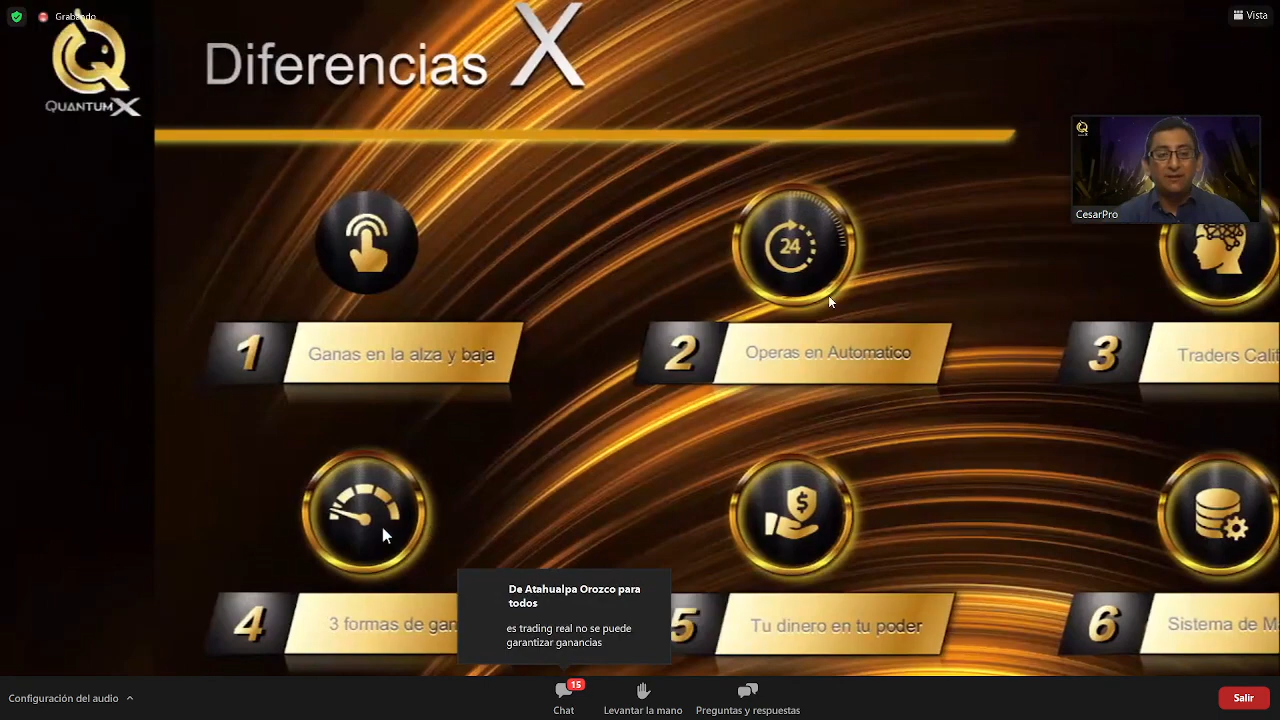 Grabando
Vista
QUANTUMX
Diferencias X
CesarPro
24
1
Ganas en la alza y baja
2
Operas en Automatico
3
Traders
4
3 formas de
5
Tu dinero en tu poder
6
Sistema de
De Atahualpa Orozco para
todos
es trading real no se puede
garantizar ganancias
Configuración del audio
15
Chat
Levantar la mano
Preguntas y respuestas
Salir